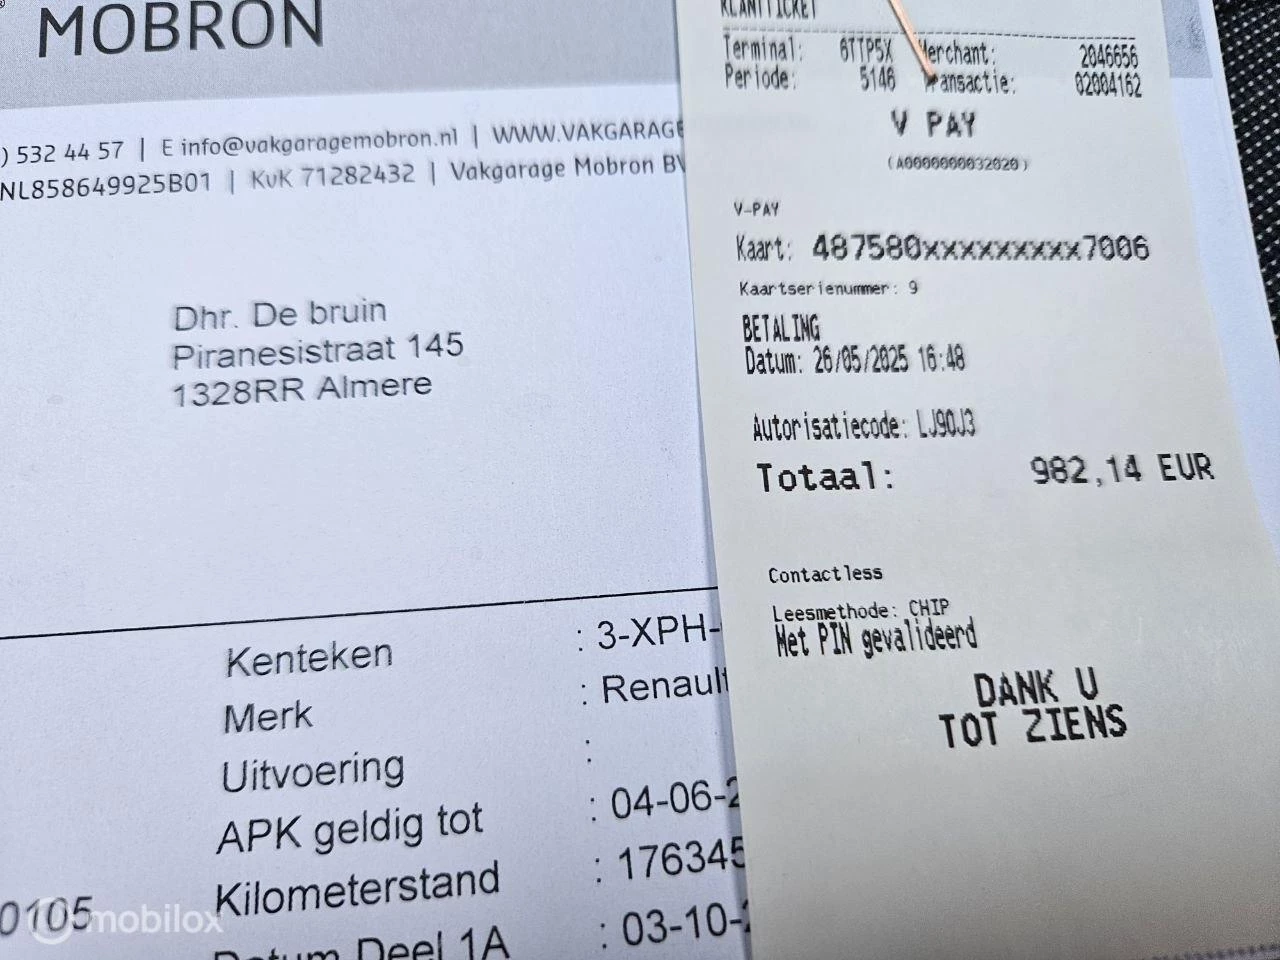 MOBRON
) 532 44 57 | E info@vakgaragemobron.nl | WWW.VAKGARAGE
NL858649925B01 | KvK 71282432 | Vakgarage Mobron BV
Dhr. De bruin
Piranesistraat 145
1328RR Almere
Kenteken : 3-XPH-
Merk : Renault
Uitvoering :
APK geldig tot : 04-06-2
Kilometerstand : 176345
Datum Deel 1A : 03-10-2
0105
mobilox
KLANTTICKET
Terminal: 6TTP5X Merchant: 2046656
Periode: 5146 Transactie: 02004162
V PAY
(A0000000032020)
V-PAY
Kaart: 487580xxxxxxxxx7006
Kaartserienummer: 9
BETALING
Datum: 26/05/2025 16:48
Autorisatiecode: LJ90J3
Totaal: 982,14 EUR
Contactless
Leesmethode: CHIP
Met PIN gevalideerd
DANK U
TOT ZIENS